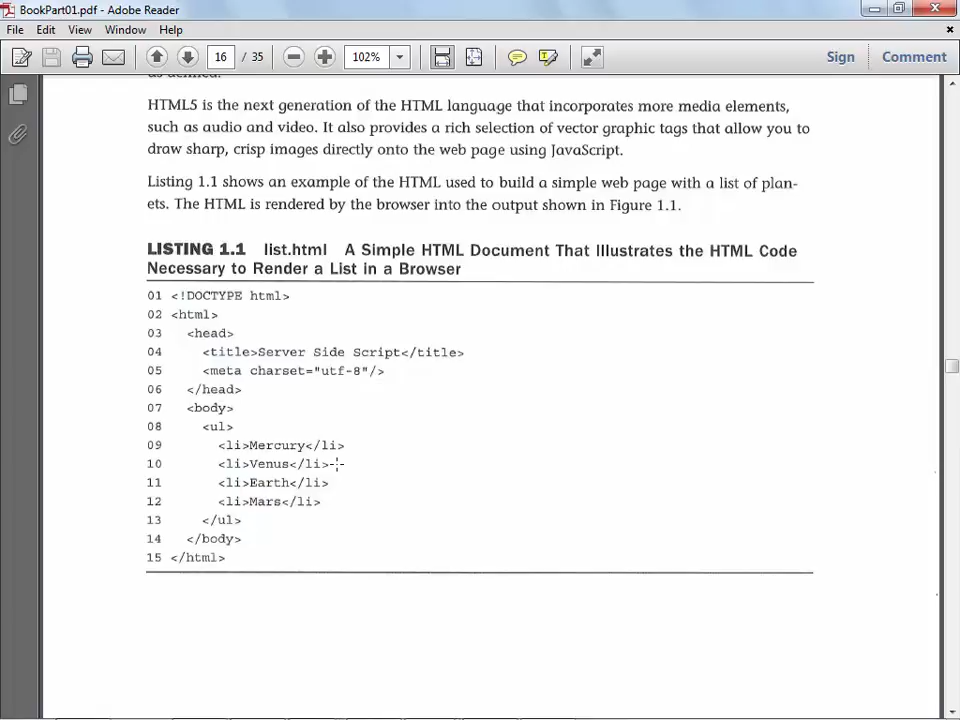 BookPart01.pdf - Adobe Reader
File Edit View Window Help
16 / 35 102% Sign Comment
as defined.
HTML5 is the next generation of the HTML language that incorporates more media elements,
such as audio and video. It also provides a rich selection of vector graphic tags that allow you to
draw sharp, crisp images directly onto the web page using JavaScript.
Listing 1.1 shows an example of the HTML used to build a simple web page with a list of plan-
ets. The HTML is rendered by the browser into the output shown in Figure 1.1.
LISTING 1.1 list.html A Simple HTML Document That Illustrates the HTML Code
Necessary to Render a List in a Browser
01 <!DOCTYPE html>
02 <html>
03 <head>
04 <title>Server Side Script</title>
05 <meta charset="utf-8"/>
06 </head>
07 <body>
08 <ul>
09 <li>Mercury</li>
10 <li>Venus</li>
11 <li>Earth</li>
12 <li>Mars</li>
13 </ul>
14 </body>
15 </html>